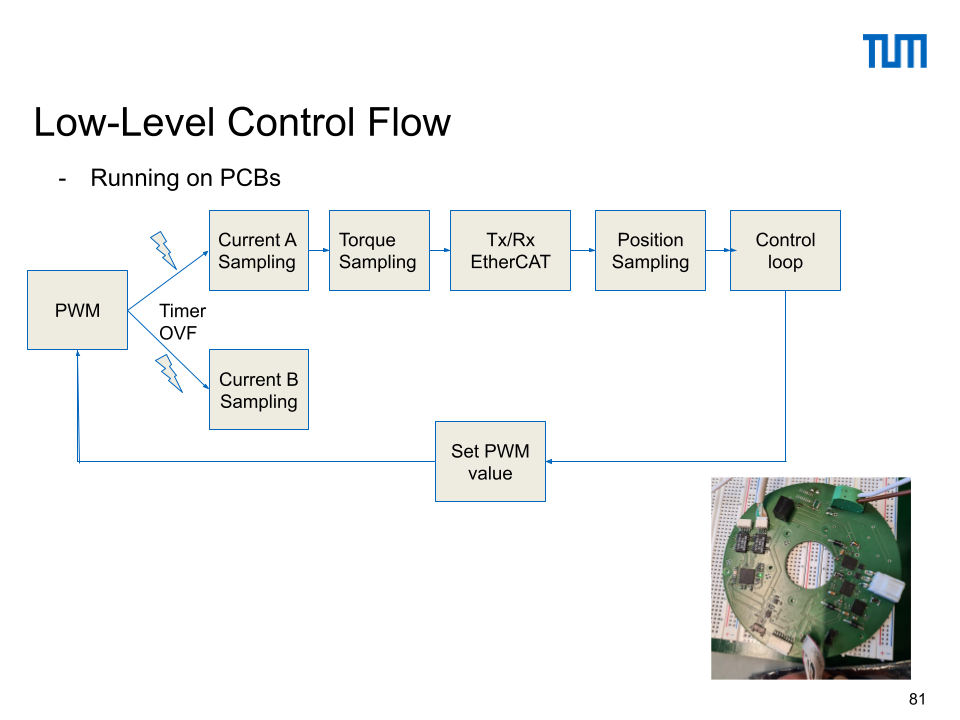 TUM
Low-Level Control Flow
- Running on PCBs
Current A
Sampling
Torque
Sampling
Tx/Rx
EtherCAT
Position
Sampling
Control
loop
PWM
Timer
OVF
Current B
Sampling
Set PWM
value
81